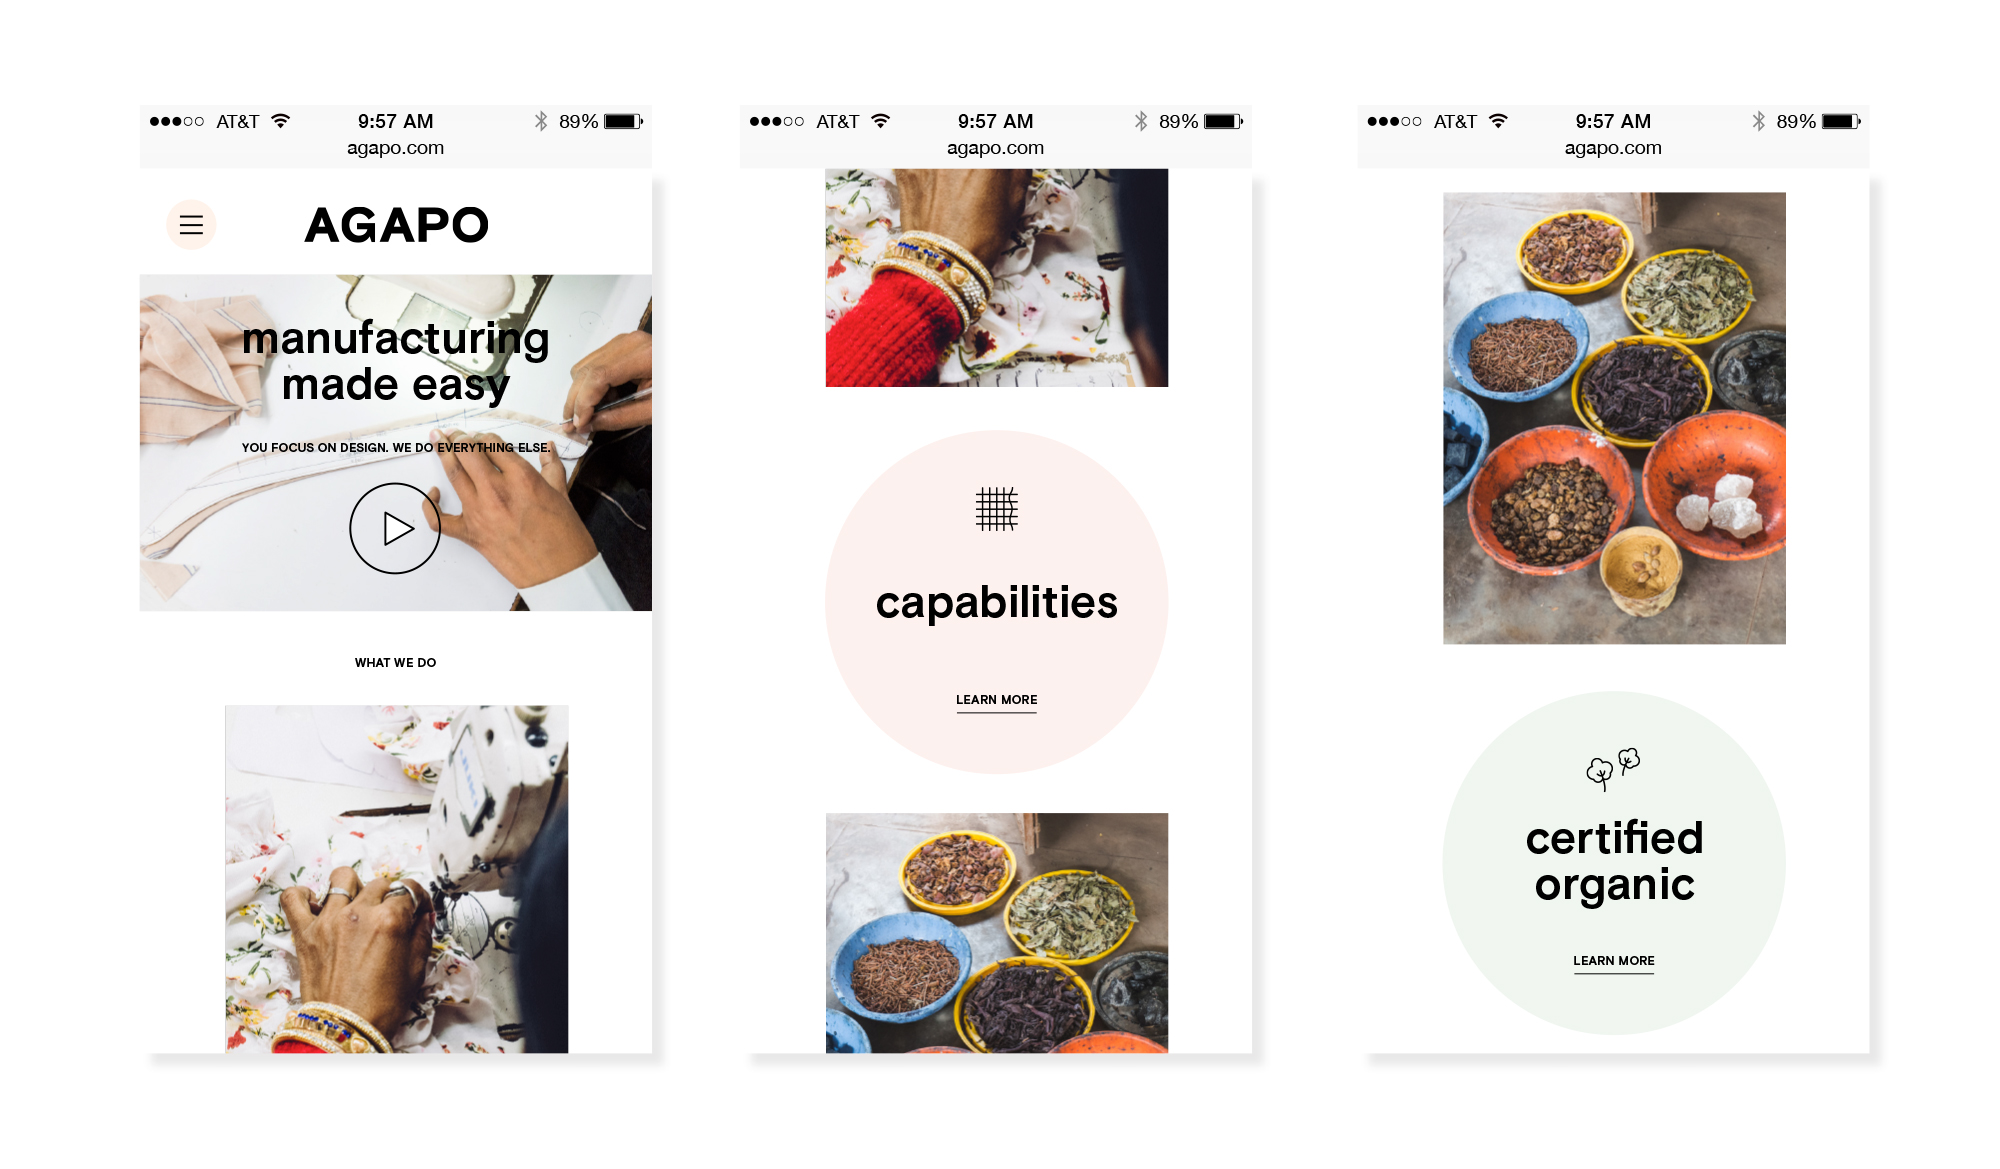 AT&T 9:57 AM 89%
agapo.com
AGAPO
manufacturing
made easy
YOU FOCUS ON DESIGN. WE DO EVERYTHING ELSE.
WHAT WE DO
AT&T 9:57 AM 89%
agapo.com
capabilities
LEARN MORE
AT&T 9:57 AM 89%
agapo.com
certified
organic
LEARN MORE